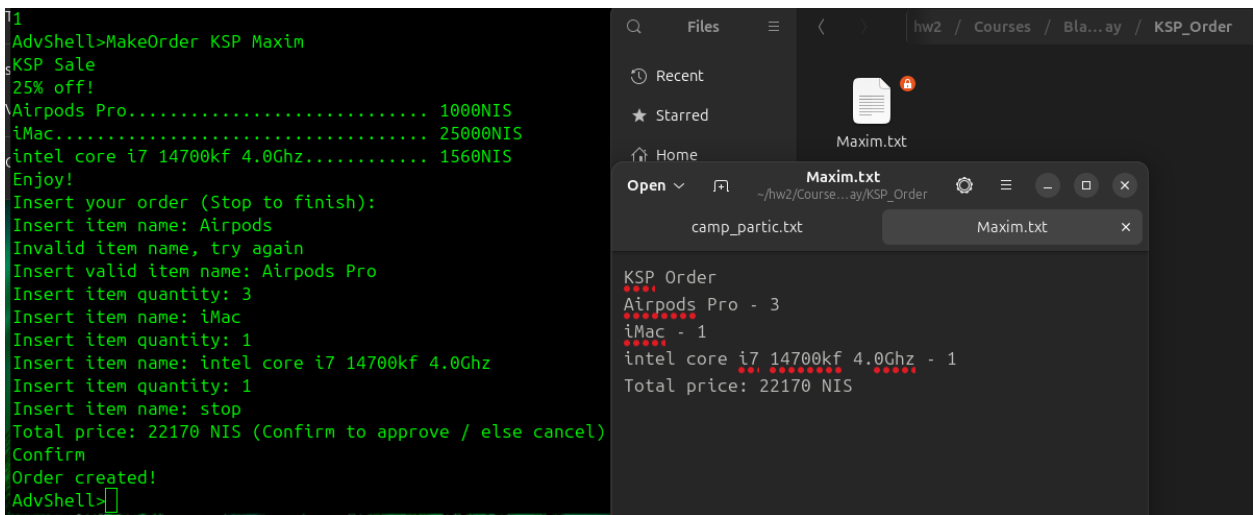 1
AdvShell>MakeOrder KSP Maxim
KSP Sale
25% off!
Airpods Pro............................. 1000NIS
iMac.................................... 25000NIS
intel core i7 14700kf 4.0Ghz............ 1560NIS
Enjoy!
Insert your order (Stop to finish):
Insert item name: Airpods
Invalid item name, try again
Insert valid item name: Airpods Pro
Insert item quantity: 3
Insert item name: iMac
Insert item quantity: 1
Insert item name: intel core i7 14700kf 4.0Ghz
Insert item quantity: 1
Insert item name: stop
Total price: 22170 NIS (Confirm to approve / else cancel)
Confirm
Order created!
AdvShell>
Files
hw2 / Courses / Bla...ay / KSP_Order
Recent
Starred
Home
Maxim.txt
Open
Maxim.txt
~/hw2/Course...ay/KSP_Order
camp_partic.txt
Maxim.txt
KSP Order
Airpods Pro - 3
iMac - 1
intel core i7 14700kf 4.0Ghz - 1
Total price: 22170 NIS